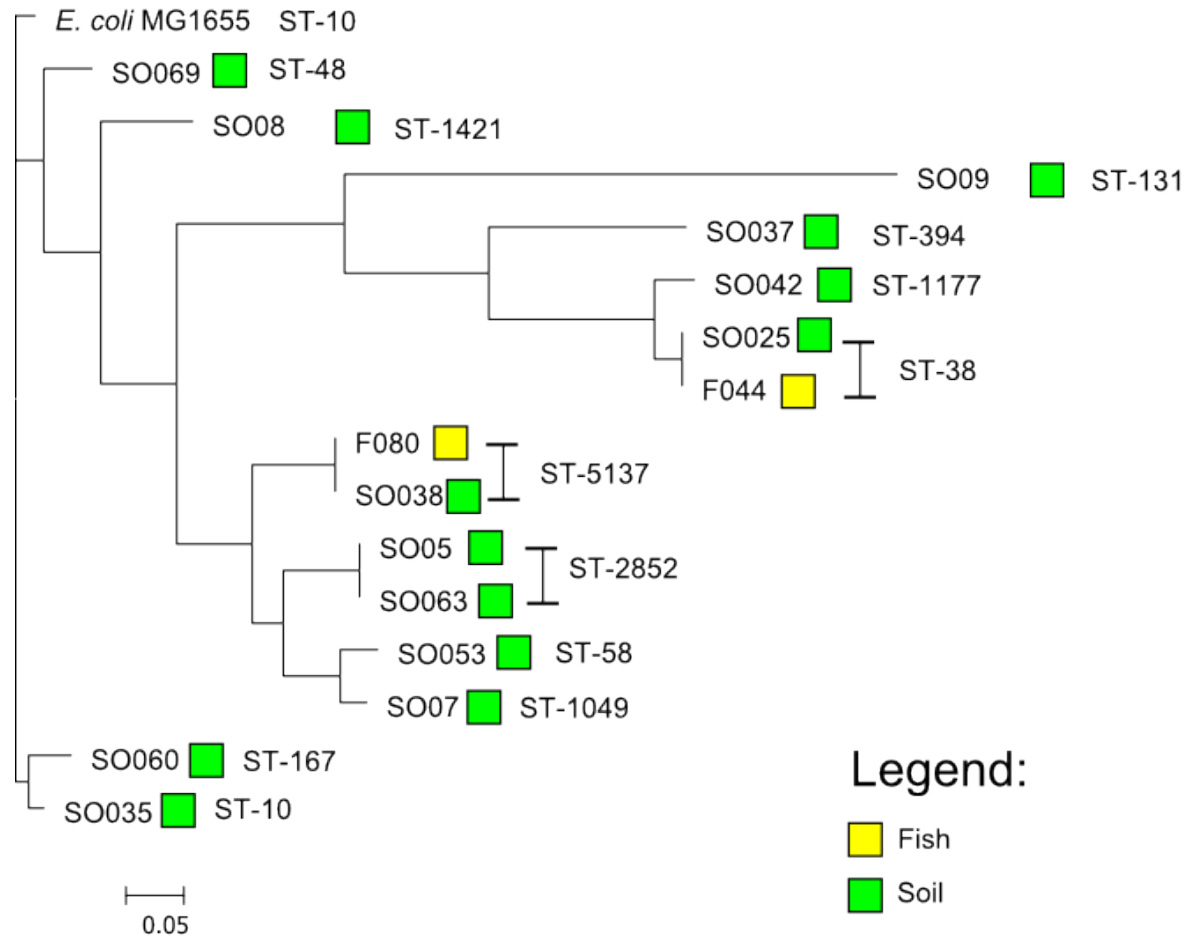 E. coli MG1655 ST-10
SO069 ST-48
SO08 ST-1421
SO09 ST-131
SO037 ST-394
SO042 ST-1177
SO025
ST-38
F044
F080
ST-5137
SO038
SO05
ST-2852
SO063
SO053 ST-58
SO07 ST-1049
SO060 ST-167
SO035 ST-10
0.05
Legend:
Fish
Soil